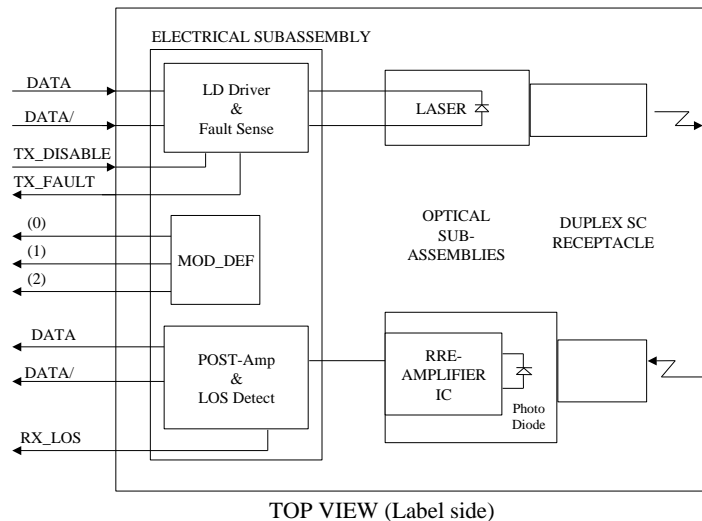 ELECTRICAL SUBASSEMBLY
DATA
DATA/
TX_DISABLE
TX_FAULT
LD Driver
&
Fault Sense
LASER
(0)
(1)
(2)
MOD_DEF
OPTICAL
SUB-
ASSEMBLIES
DUPLEX SC
RECEPTACLE
DATA
DATA/
RX_LOS
POST-Amp
&
LOS Detect
RRE-
AMPLIFIER
IC
Photo
Diode
TOP VIEW (Label side)